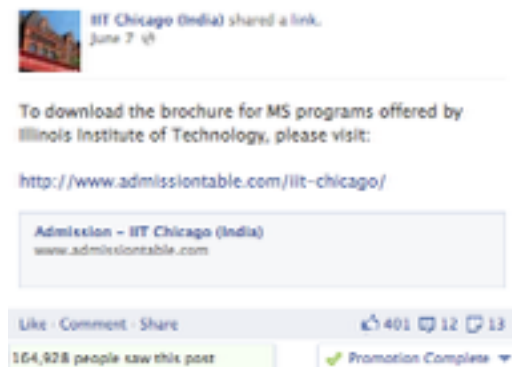 IIT Chicago (India) shared a link.
June 7
To download the brochure for MS programs offered by
Illinois Institute of Technology, please visit:
http://www.admissiontable.com/iit-chicago/
Admission - IIT Chicago (India)
www.admissiontable.com
Like · Comment · Share 401 12 13
164,928 people saw this post Promotion Complete